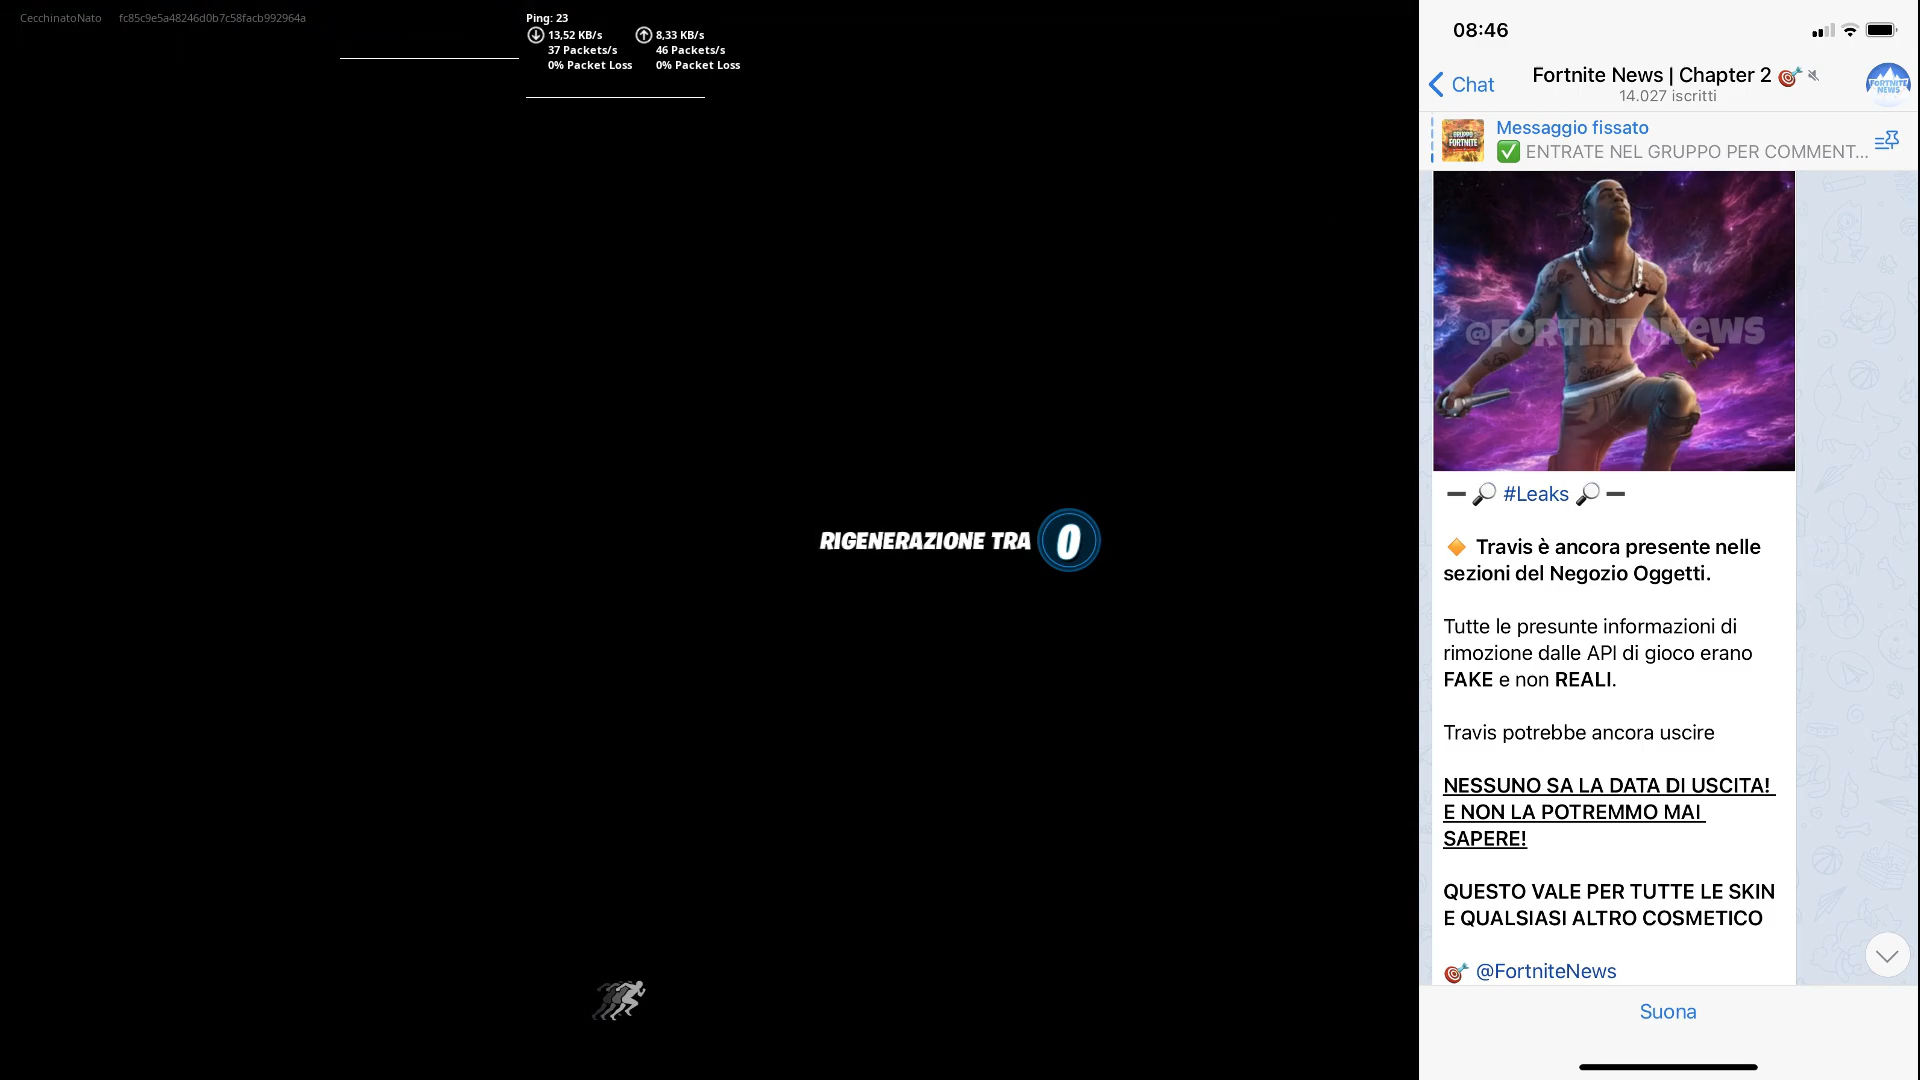 CecchinatoNato fc85c9e5a48246d0b7c58facb992964a
Ping: 23
13,52 KB/s 8,33 KB/s
37 Packets/s 46 Packets/s
0% Packet Loss 0% Packet Loss
RIGENERAZIONE TRA 0
08:46
Chat
Fortnite News | Chapter 2 🎯
14.027 iscritti
FORTNITE
NEWS
GRUPPO
FORTNITE
Messaggio fissato
✅ ENTRATE NEL GRUPPO PER COMMENT...
@FORTNITENEWS
➖🔎 #Leaks 🔎➖
🔸 Travis è ancora presente nelle
sezioni del Negozio Oggetti.
Tutte le presunte informazioni di
rimozione dalle API di gioco erano
FAKE e non REALI.
Travis potrebbe ancora uscire
NESSUNO SA LA DATA DI USCITA!
E NON LA POTREMMO MAI
SAPERE!
QUESTO VALE PER TUTTE LE SKIN
E QUALSIASI ALTRO COSMETICO
🎯 @FortniteNews
Suona